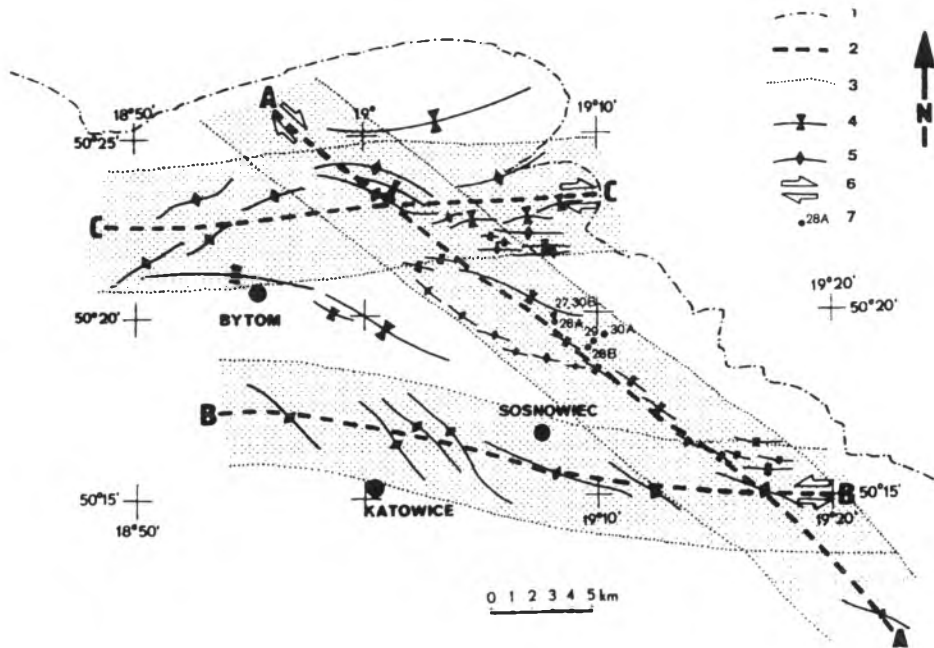 1
2
3
4
5
6
28A
7
N
A
18°50'
19°
19°10'
50°25'
C
C
19°20'
50°20'
50°20'
BYTOM
27,30B
26A
29
30A
28B
B
SOSNOWIEC
B
50°15'
50°15'
KATOWICE
18°50'
19°10'
19°20'
0 1 2 3 4 5 km
A